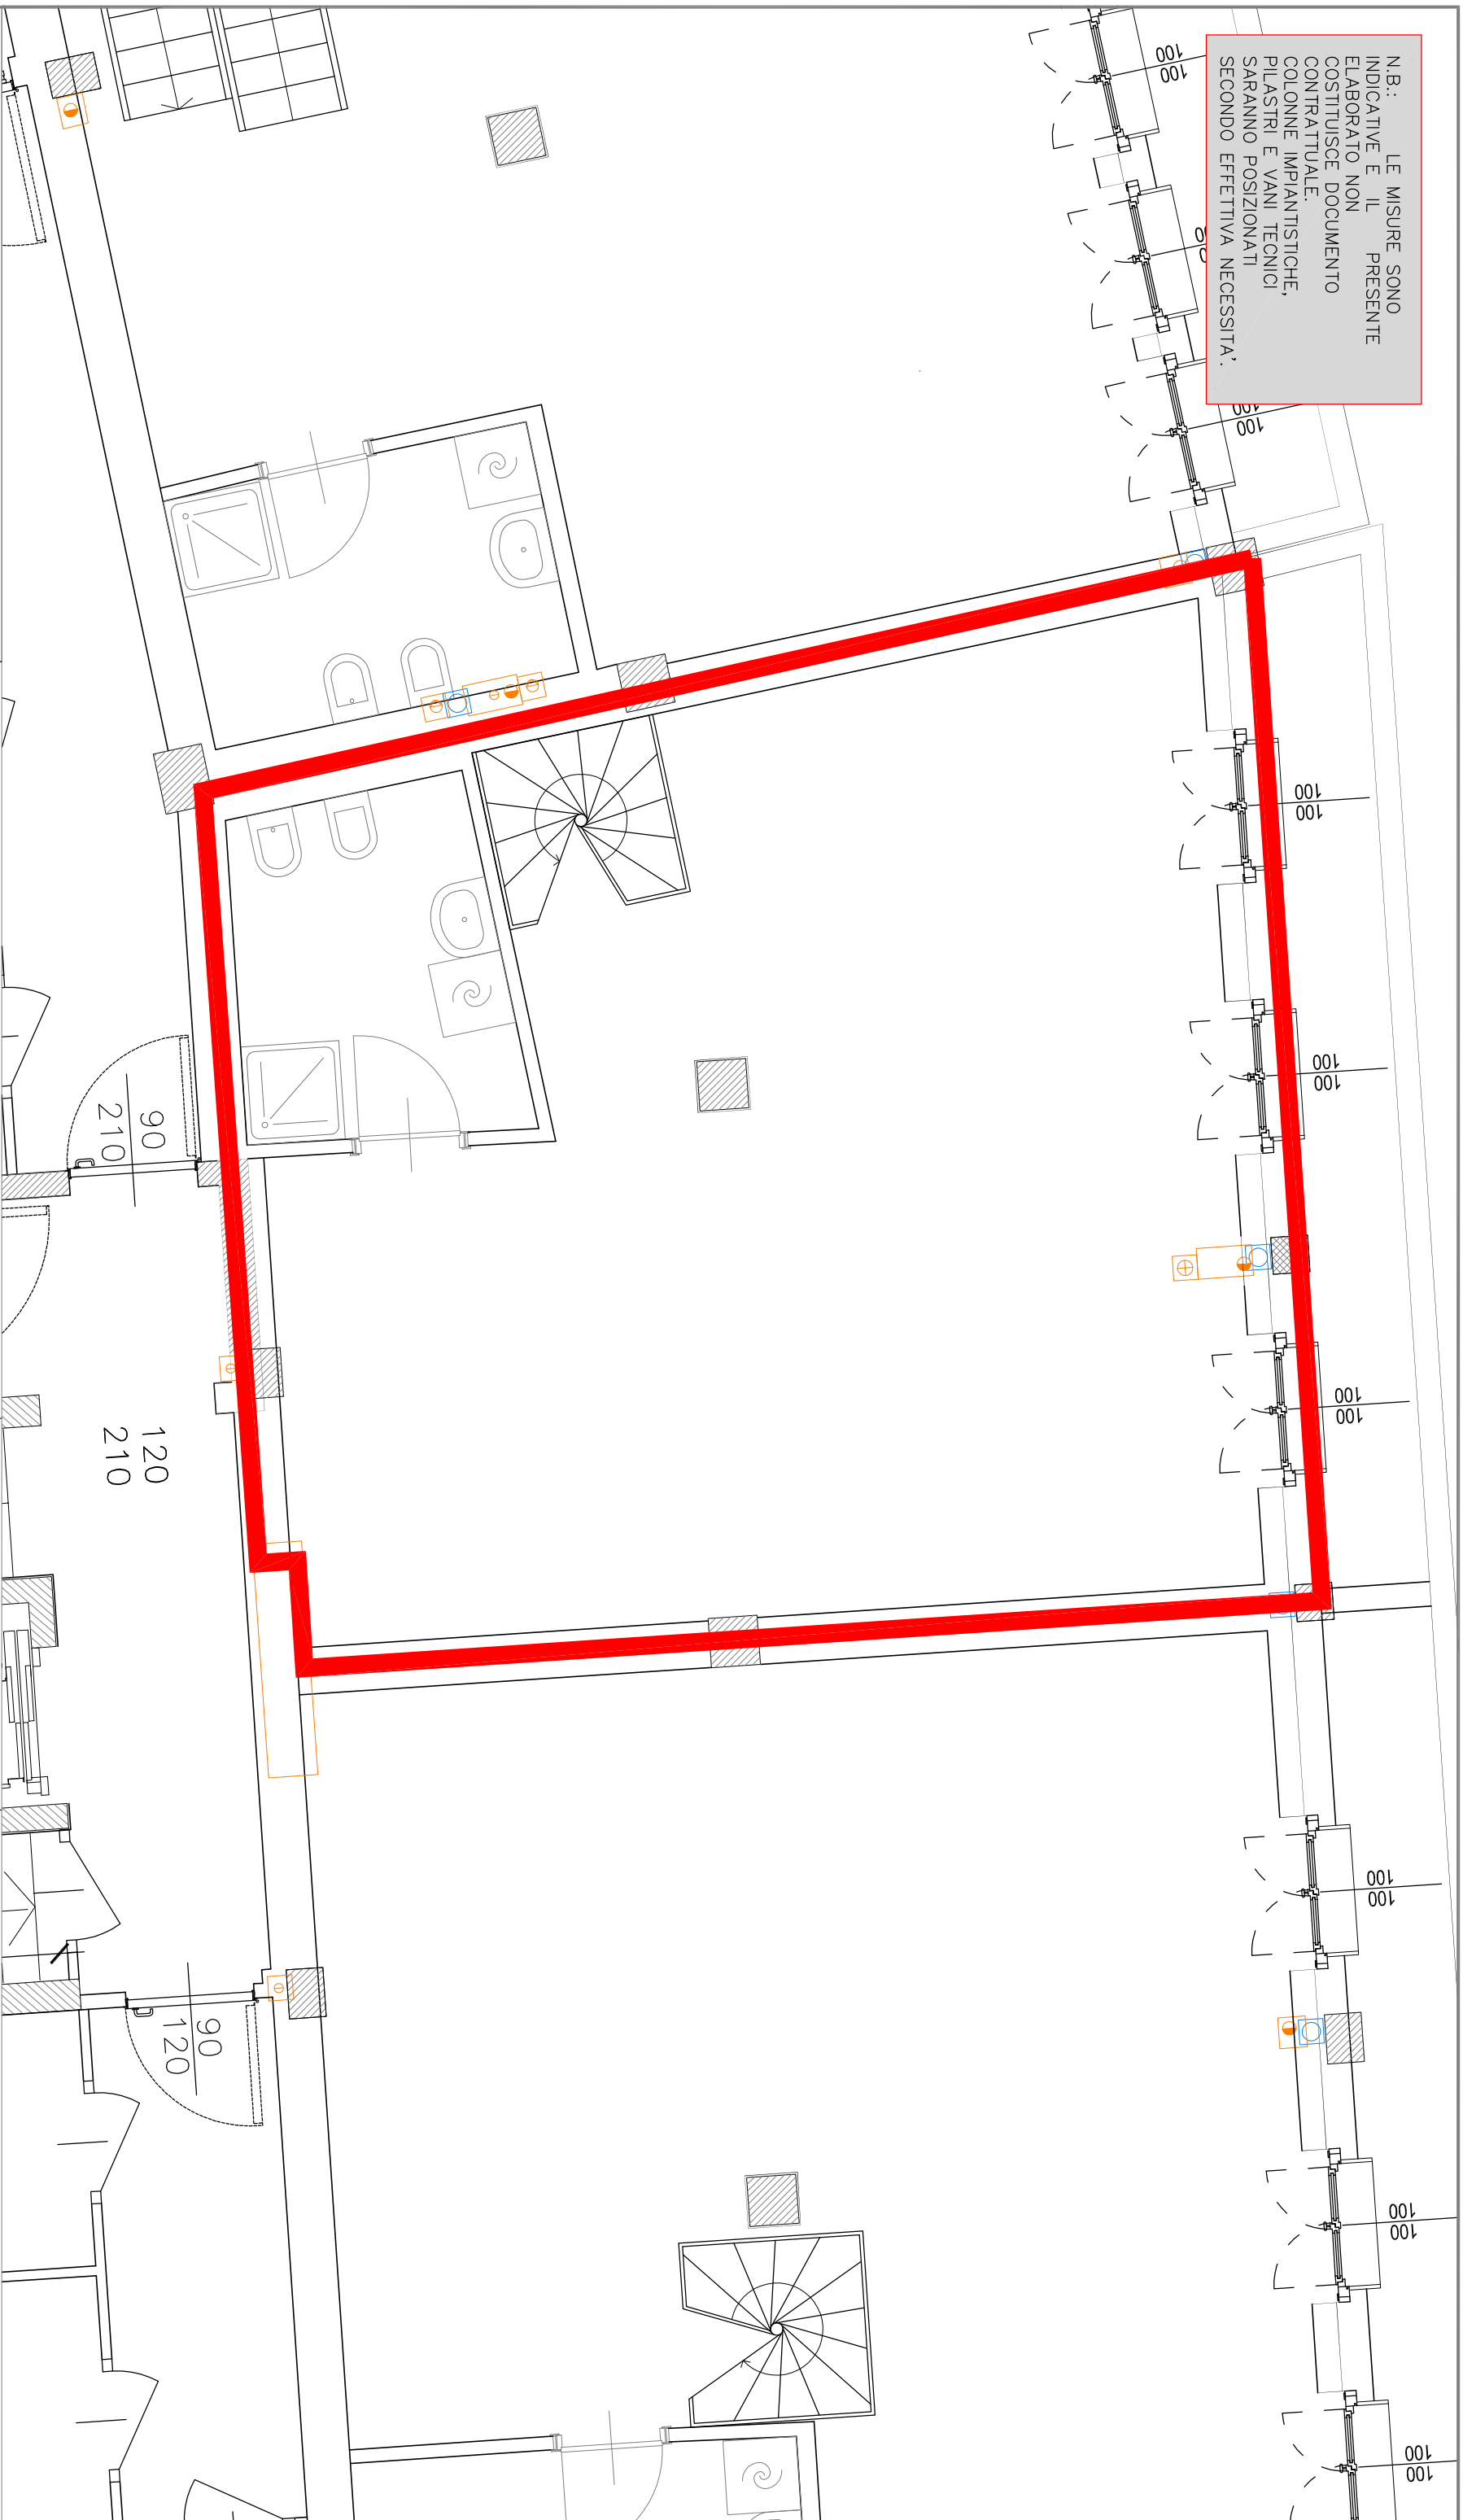 N.B.: LE MISURE SONO
INDICATIVE E IL PRESENTE
ELABORATO NON
COSTITUISCE DOCUMENTO
CONTRATTUALE.
COLONNE IMPIANTISTICHE,
PILASTRI E VANI TECNICI
SARANNO POSIZIONATI
SECONDO EFFETTIVA NECESSITA'.
100
100
100
100
100
100
100
100
100
100
90
210
120
210
100
100
90
120
100
100
100
100